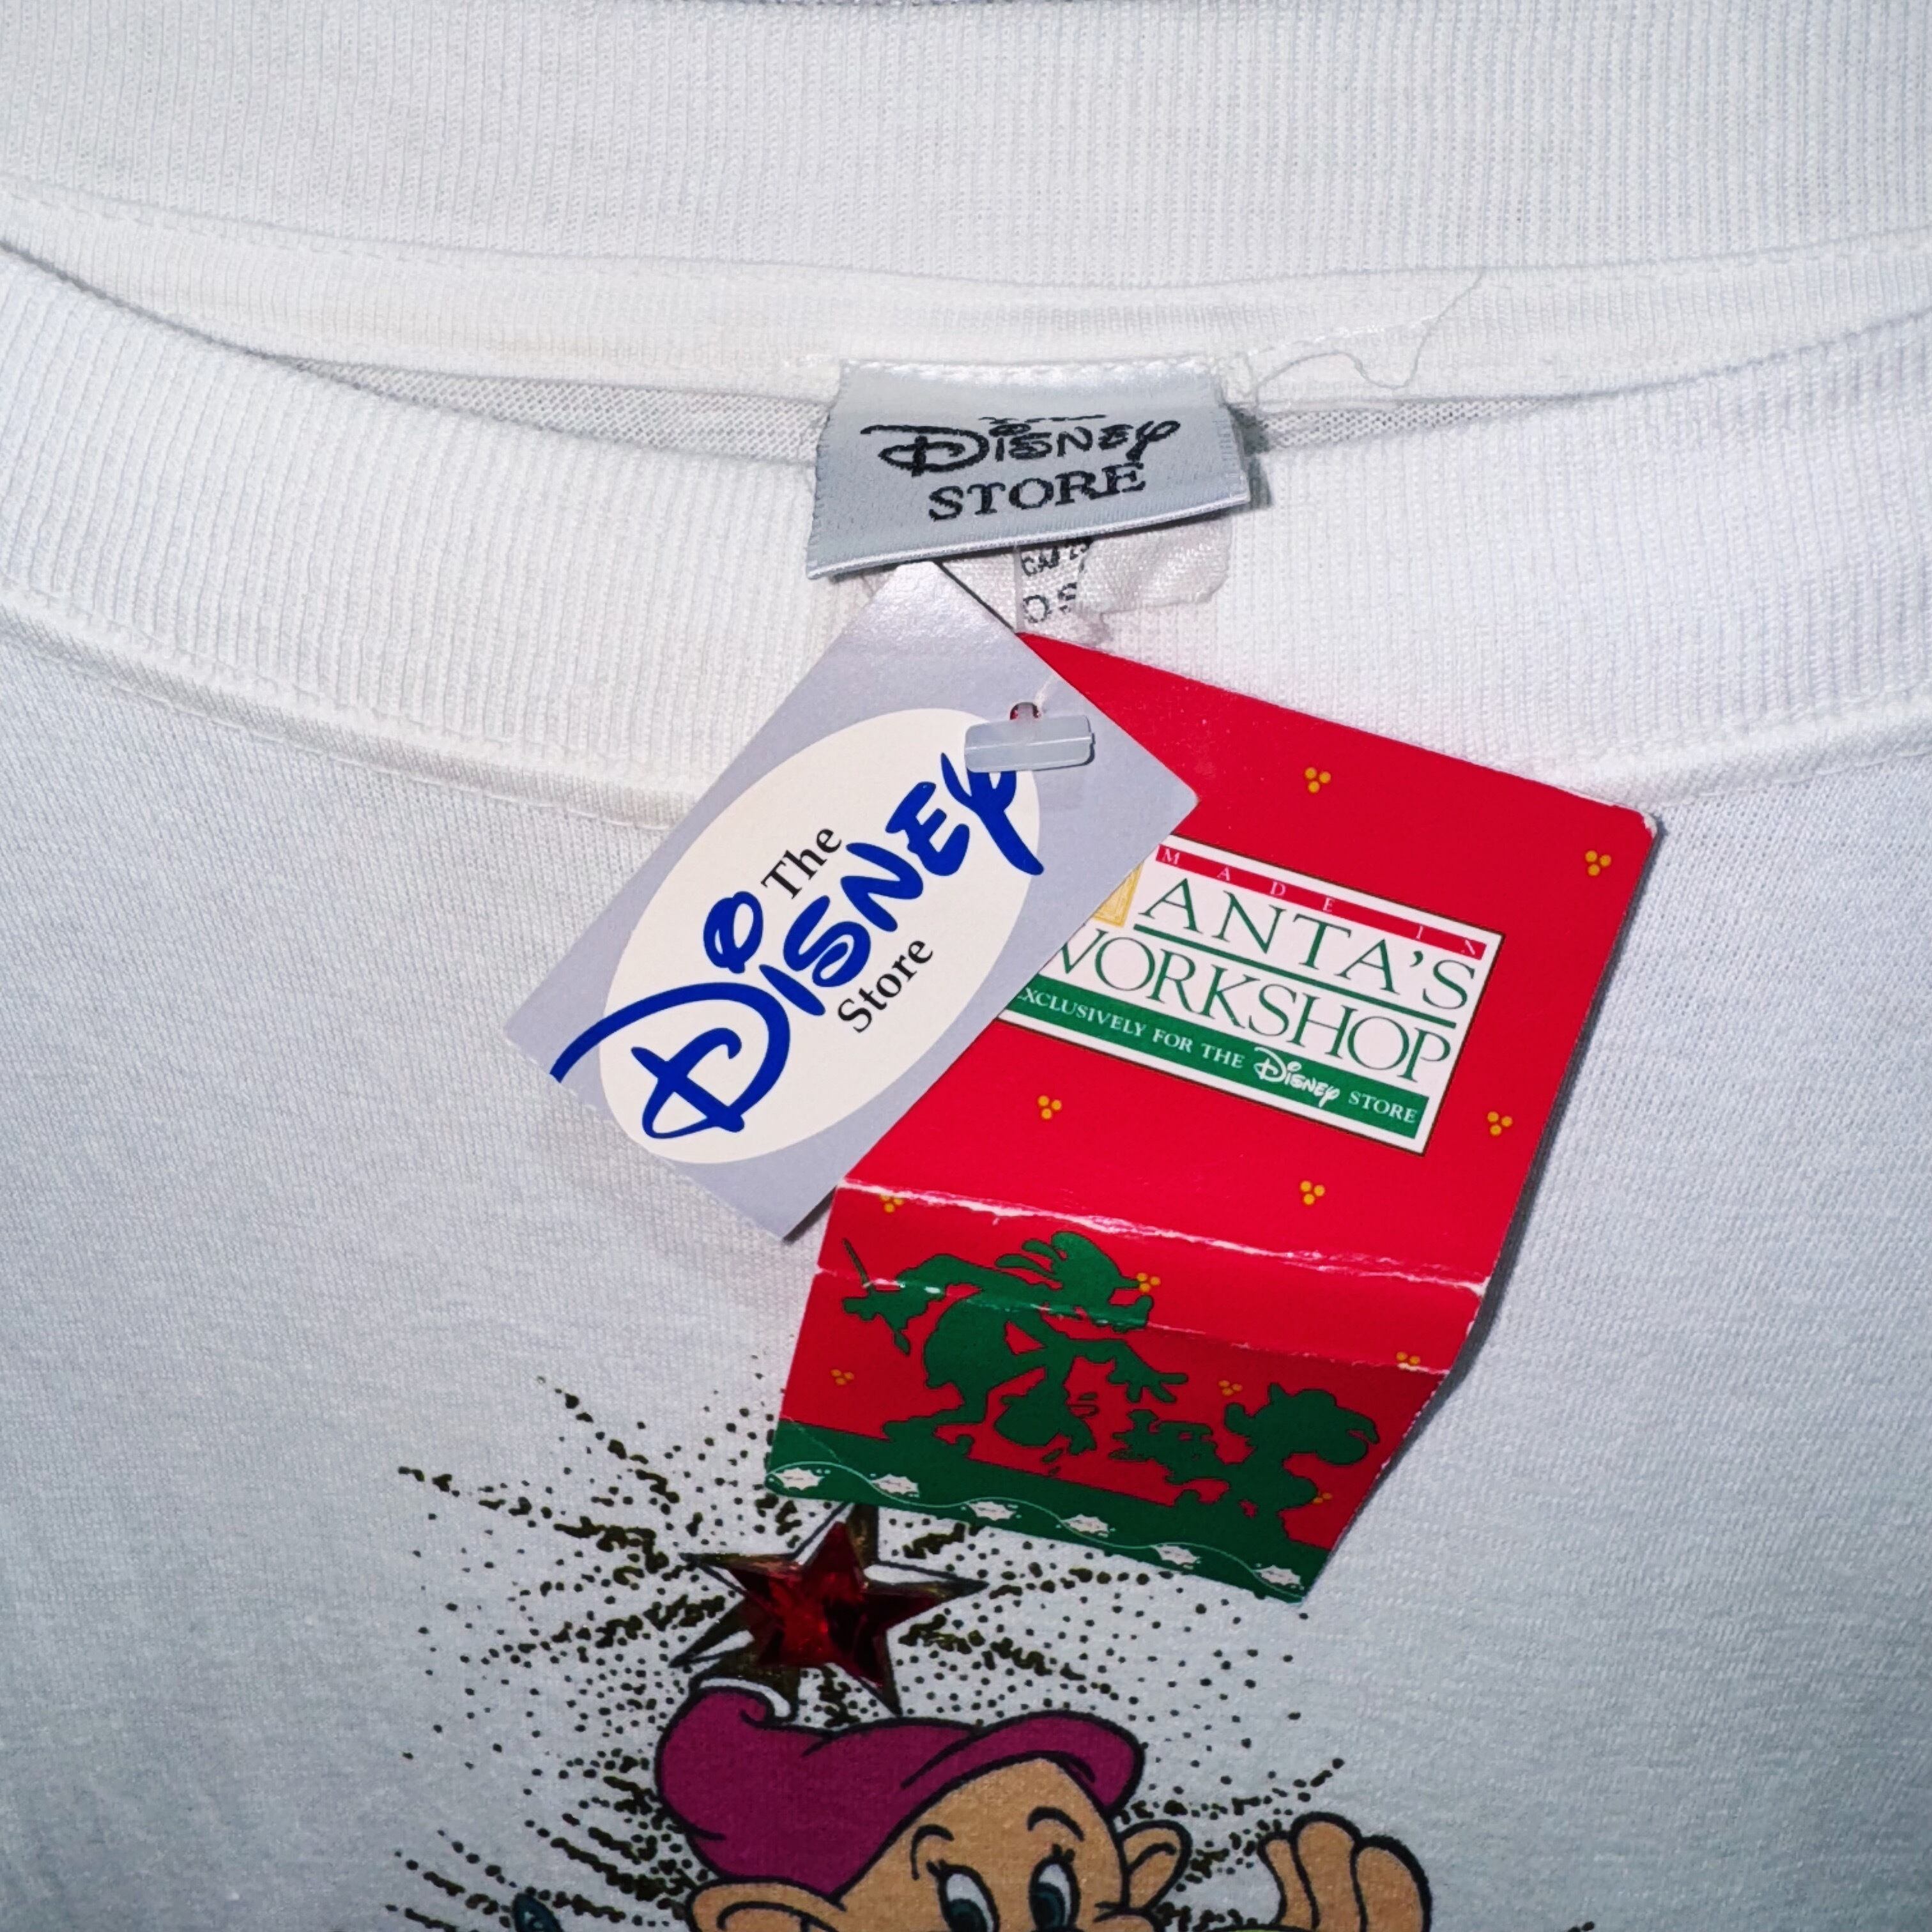 Disney
STORE
The
Disney
Store
MADE IN
ANTA'S
WORKSHOP
EXCLUSIVELY FOR THE Disney STORE